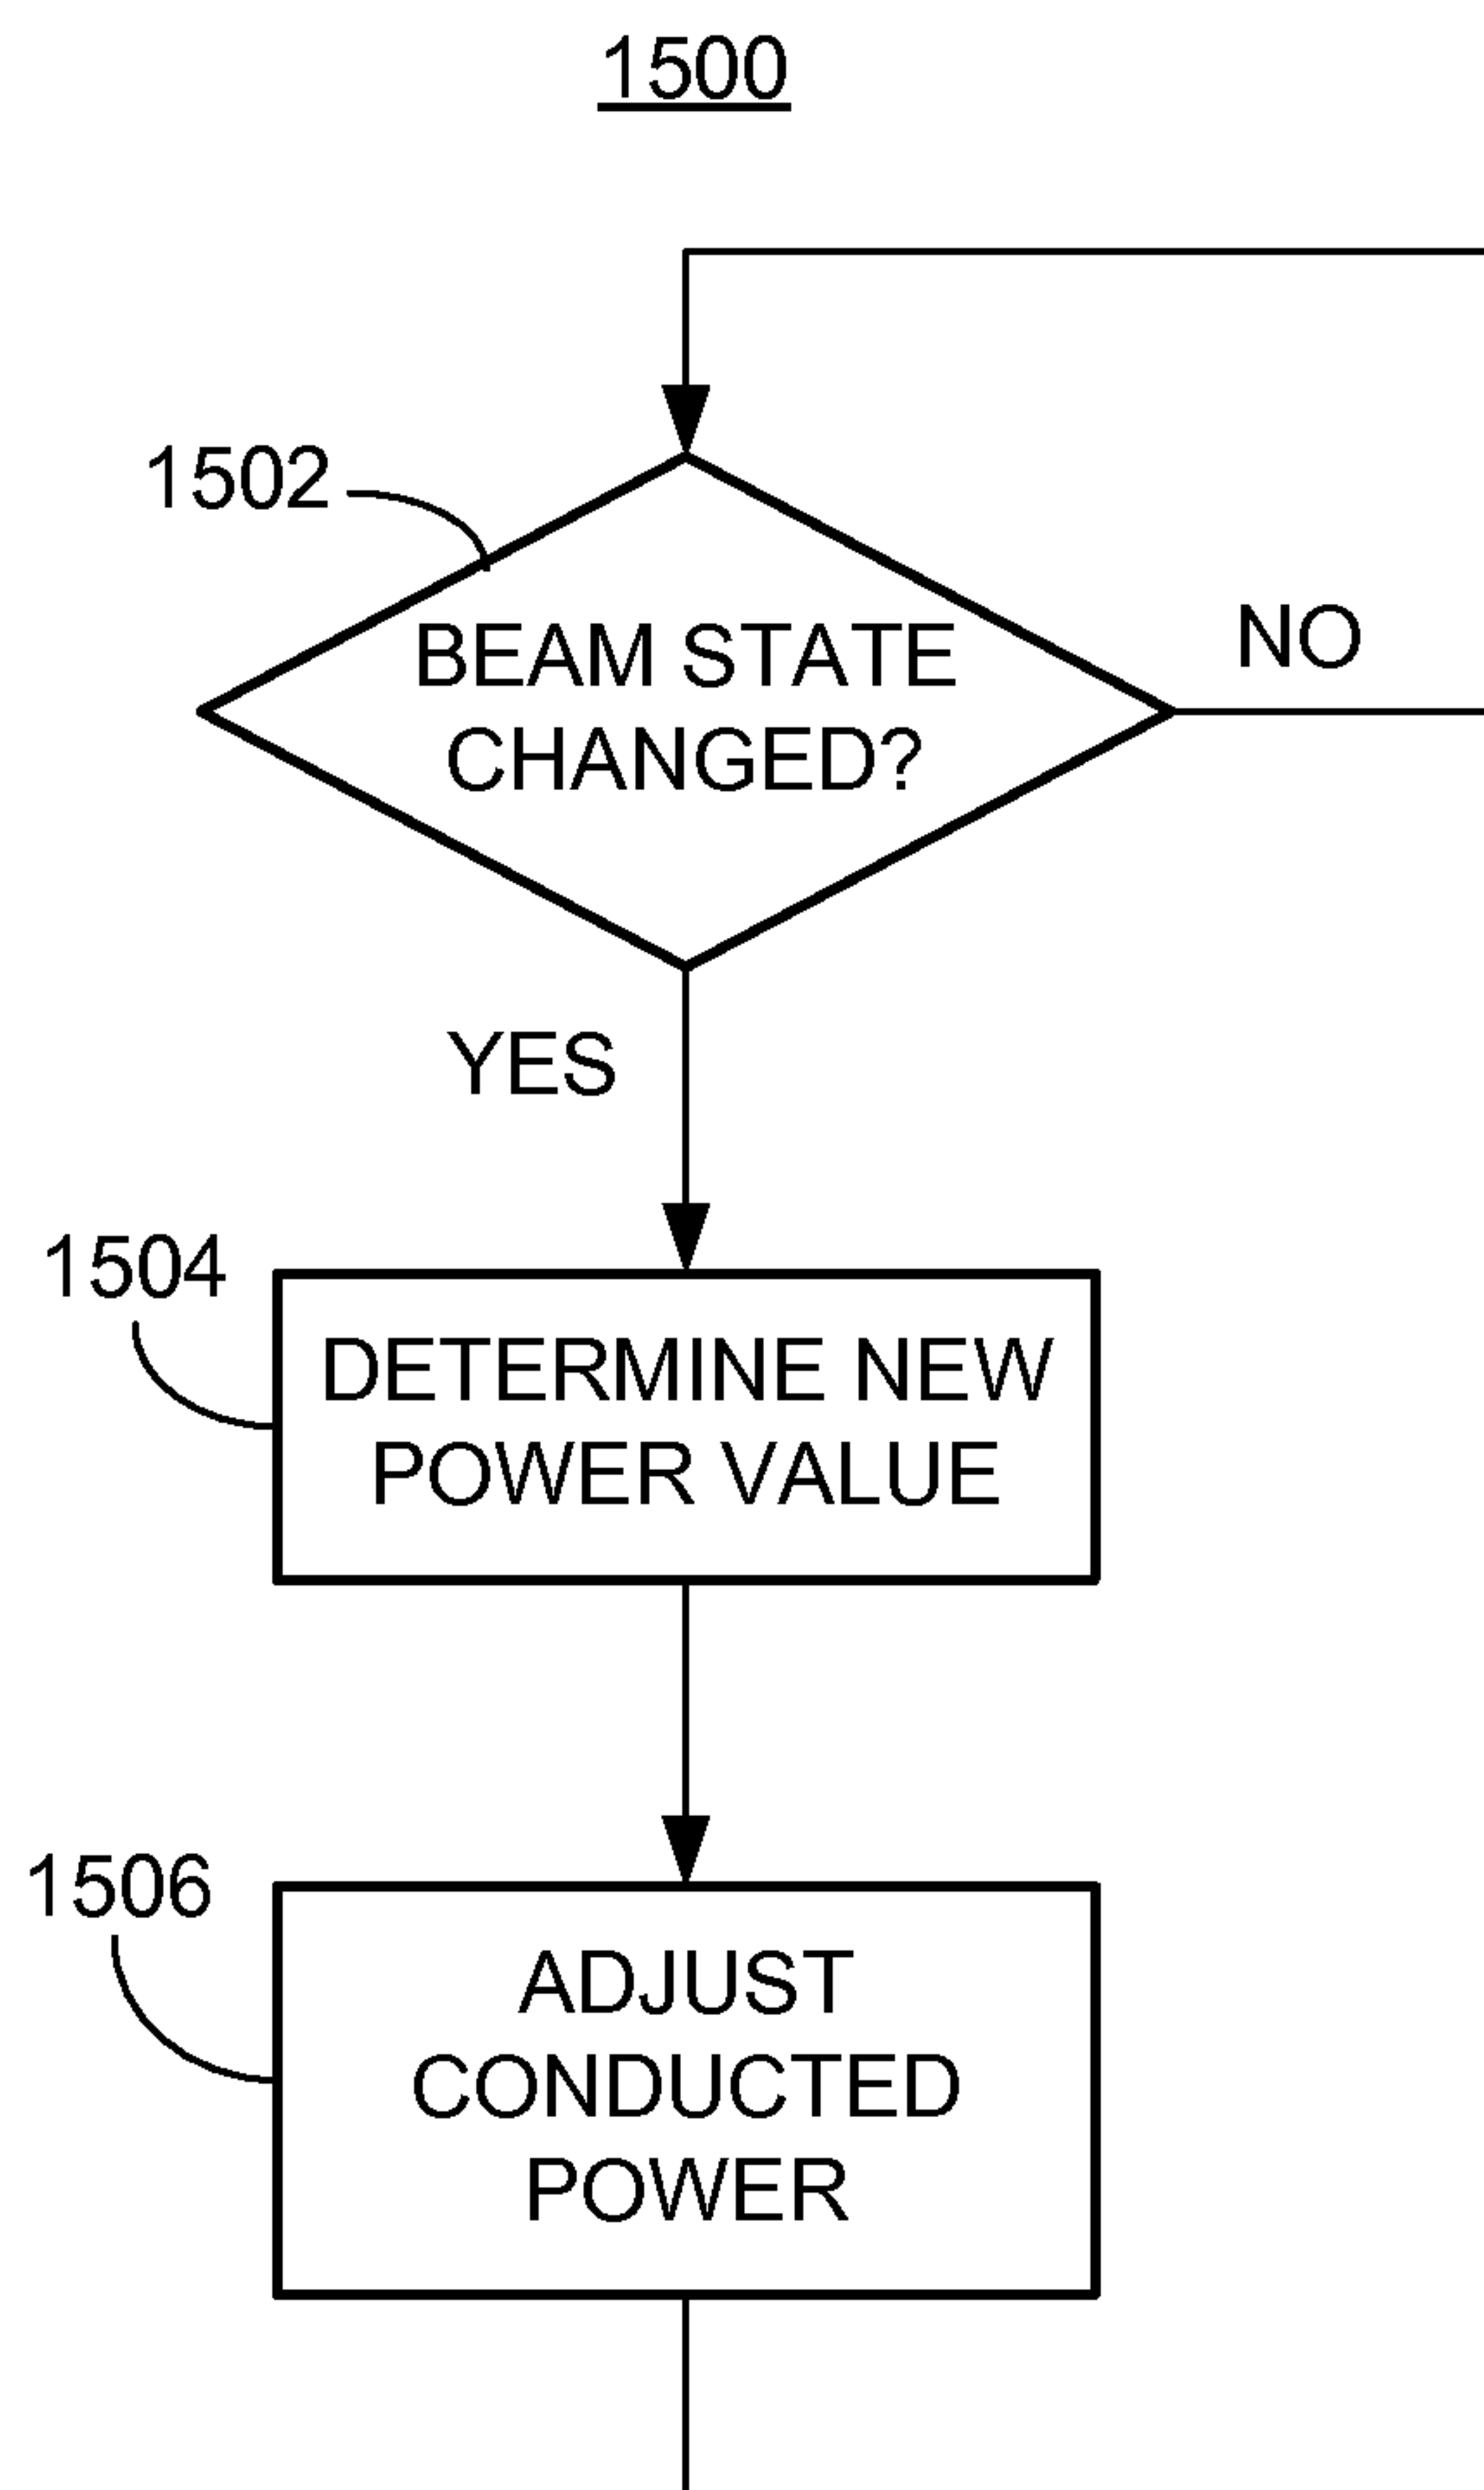 1500
1502
BEAM STATE
CHANGED?
NO
YES
1504
DETERMINE NEW
POWER VALUE
1506
ADJUST
CONDUCTED
POWER